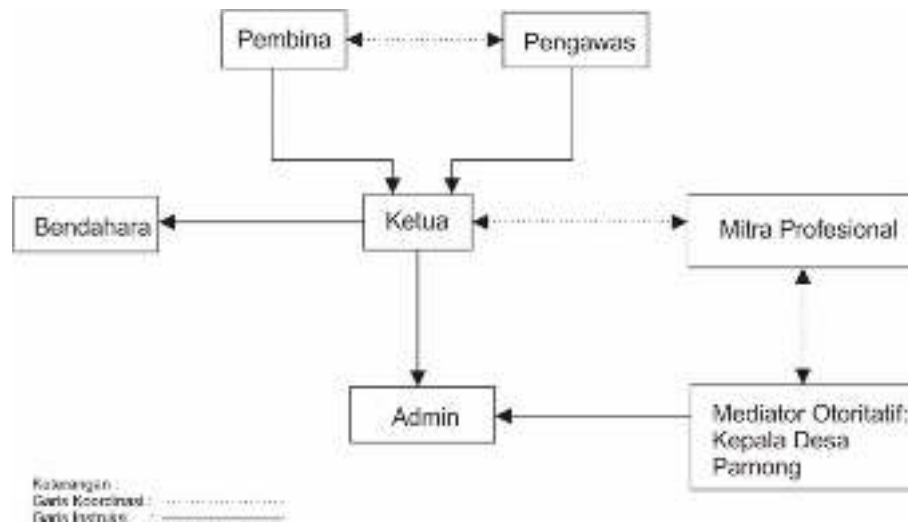 Pembina
Pengawas
Bendahara
Ketua
Mitra Profesional
Admin
Mediator Otoritatif:
Kepala Desa
Pamong
Keterangan :
Garis Koordinasi :
Garis Instruksi :